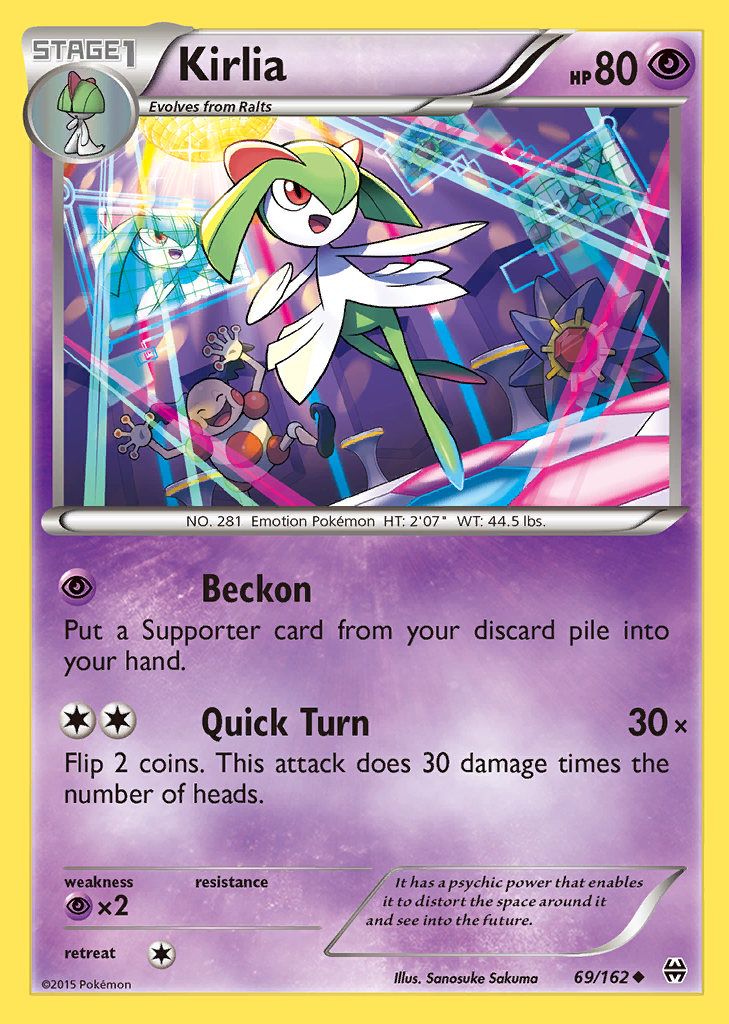 STAGE1
Kirlia
HP80
Evolves from Ralts
NO. 281 Emotion Pokémon HT: 2'07" WT: 44.5 lbs.
Beckon
Put a Supporter card from your discard pile into
your hand.
Quick Turn 30×
Flip 2 coins. This attack does 30 damage times the
number of heads.
weakness resistance
×2
retreat
It has a psychic power that enables
it to distort the space around it
and see into the future.
Illus. Sanosuke Sakuma 69/162
©2015 Pokémon